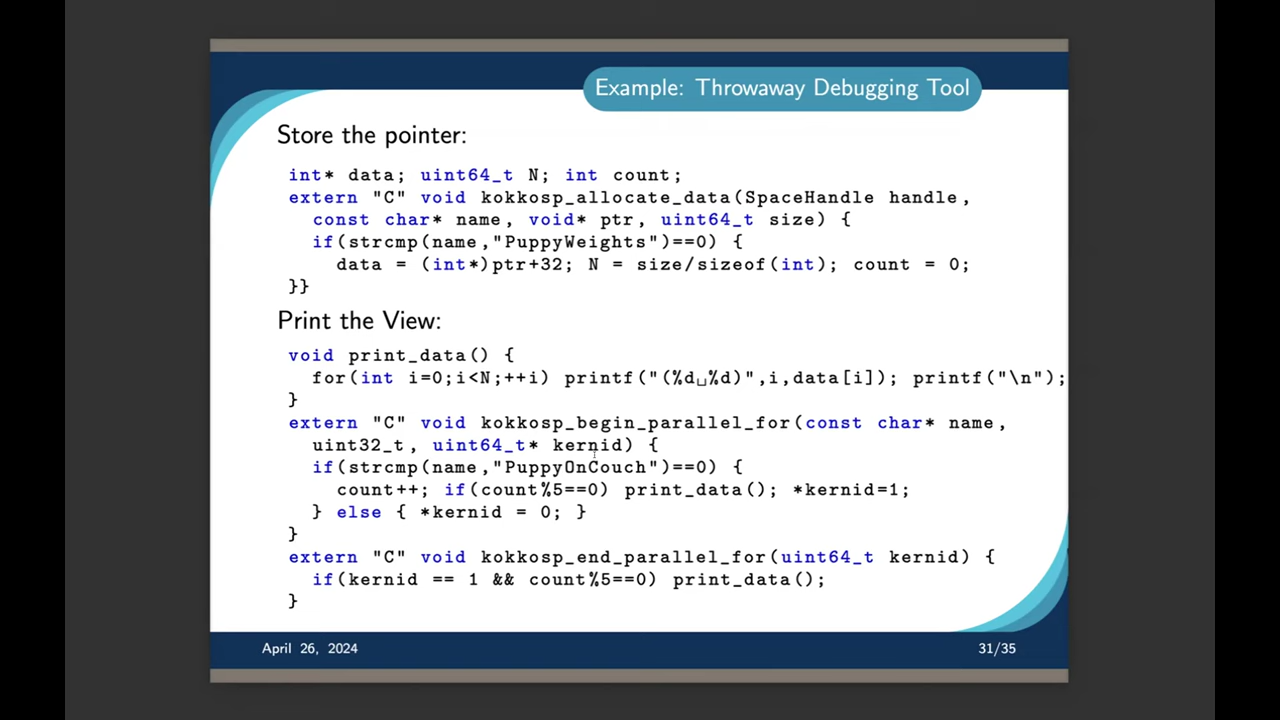 Example: Throwaway Debugging Tool
Store the pointer:
int* data; uint64_t N; int count;
extern "C" void kokkosp_allocate_data(SpaceHandle handle,
const char* name, void* ptr, uint64_t size) {
if(strcmp(name,"PuppyWeights")==0) {
data = (int*)ptr+32; N = size/sizeof(int); count = 0;
}}
Print the View:
void print_data() {
for(int i=0;i<N;++i) printf("(%d␣%d)",i,data[i]); printf("\n");
}
extern "C" void kokkosp_begin_parallel_for(const char* name,
uint32_t, uint64_t* kernid) {
if(strcmp(name,"PuppyOnCouch")==0) {
count++; if(count%5==0) print_data(); *kernid=1;
} else { *kernid = 0; }
}
extern "C" void kokkosp_end_parallel_for(uint64_t kernid) {
if(kernid == 1 && count%5==0) print_data();
}
April 26, 2024
31/35